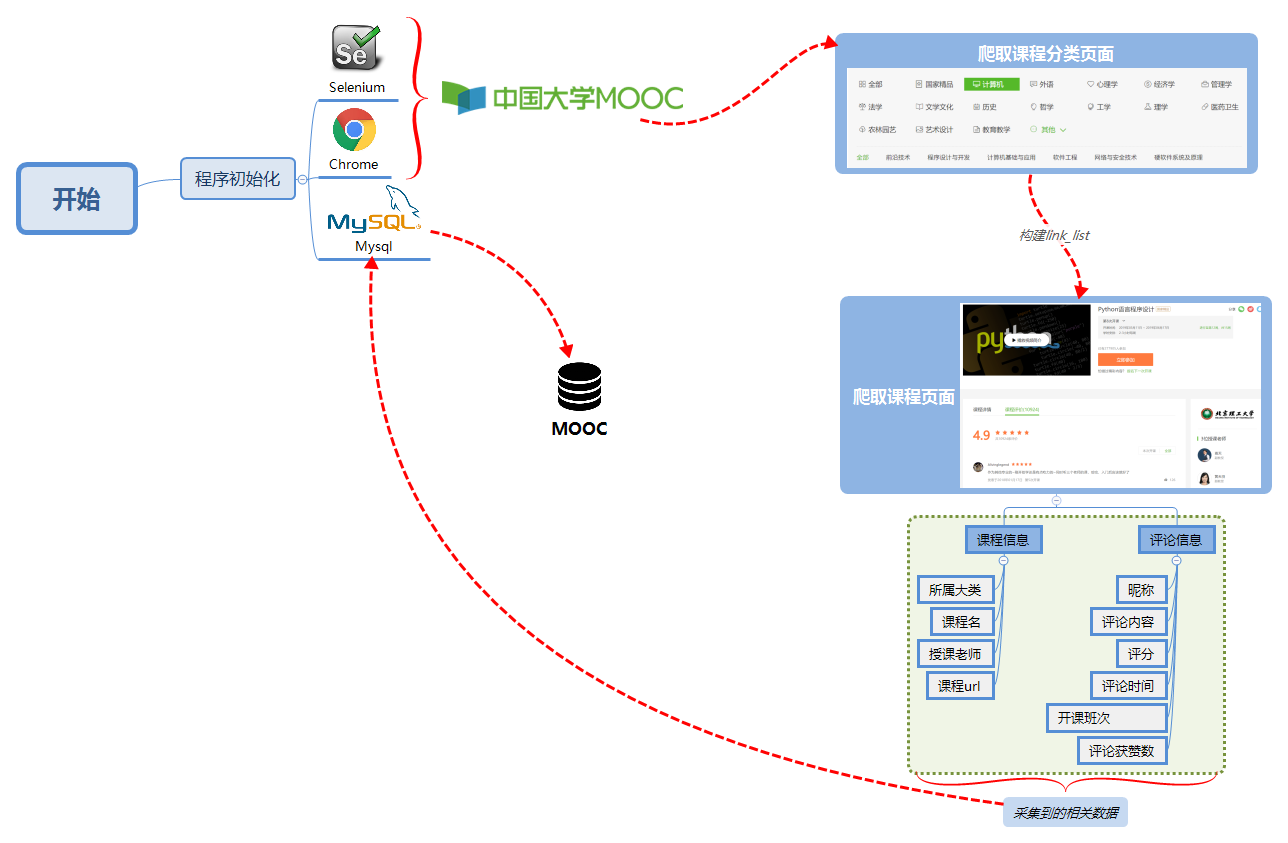 开始
程序初始化
Se
Selenium
Chrome
MySQL
Mysql
中国大学MOOC
MOOC
爬取课程分类页面
全部 国家精品 计算机 外语 心理学 经济学 管理学
法学 文学文化 历史 哲学 工学 理学 医药卫生
农林园艺 艺术设计 教育教学 其他
全部 前沿技术 程序设计与开发 计算机基础与应用 软件工程 网络与安全技术 硬软件系统及原理
构建link_list
爬取课程页面
Python语言程序设计
python
立即参加
北京理工大学
4.9
课程信息
所属大类
课程名
授课老师
课程url
评论信息
昵称
评论内容
评分
评论时间
开课班次
评论获赞数
采集到的相关数据